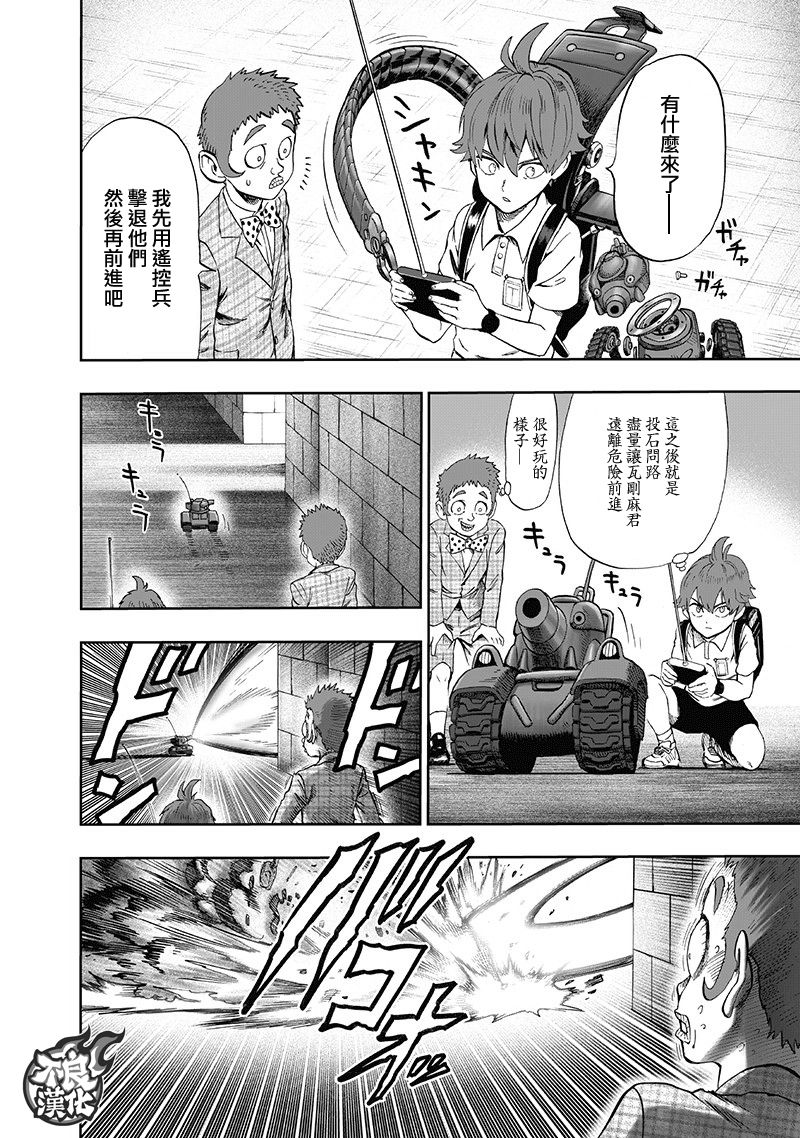 有什麼來了——
シャキン
ガチャ
ガチャ
我先用遙控兵
擊退他們
然後再前進吧
這之後就是
投石問路
盡量讓瓦剛麻君
遠離危險前進
很好玩的
樣子—
キュラ
キュラ
キュラ
キュラ
ドドン
バゴオ
不良漢化